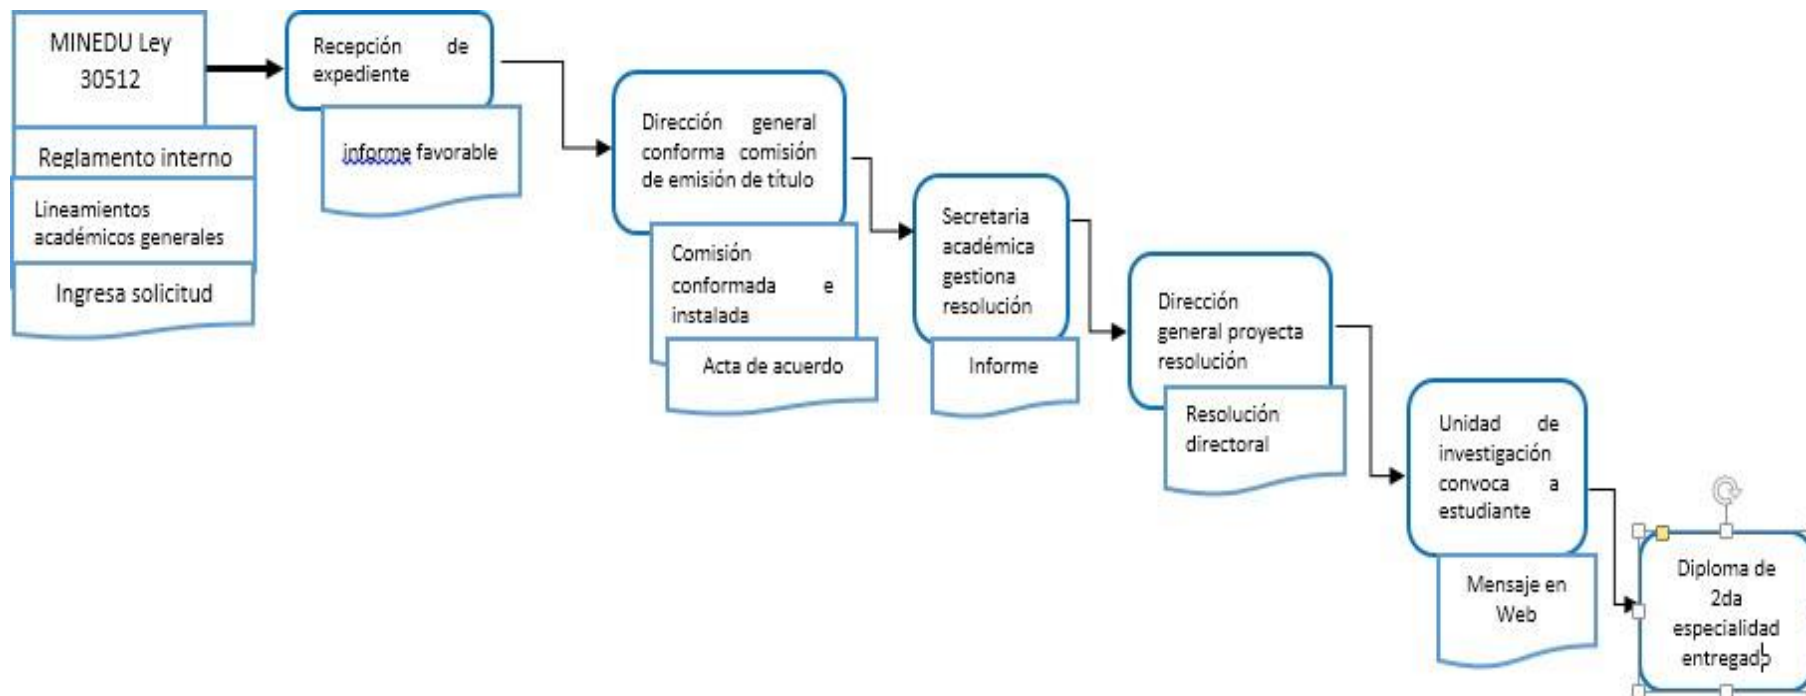 MINEDU Ley
30512
Reglamento interno
Lineamientos
académicos generales
Ingresa solicitud
Recepción de
expediente
informe favorable
Dirección general
conforma comisión
de emisión de título
Comisión
conformada e
instalada
Acta de acuerdo
Secretaria
académica
gestiona
resolución
Informe
Dirección
general proyecta
resolución
Resolución
directoral
Unidad de
investigación
convoca a
estudiante
Mensaje en
Web
Diploma de
2da
especialidad
entregado